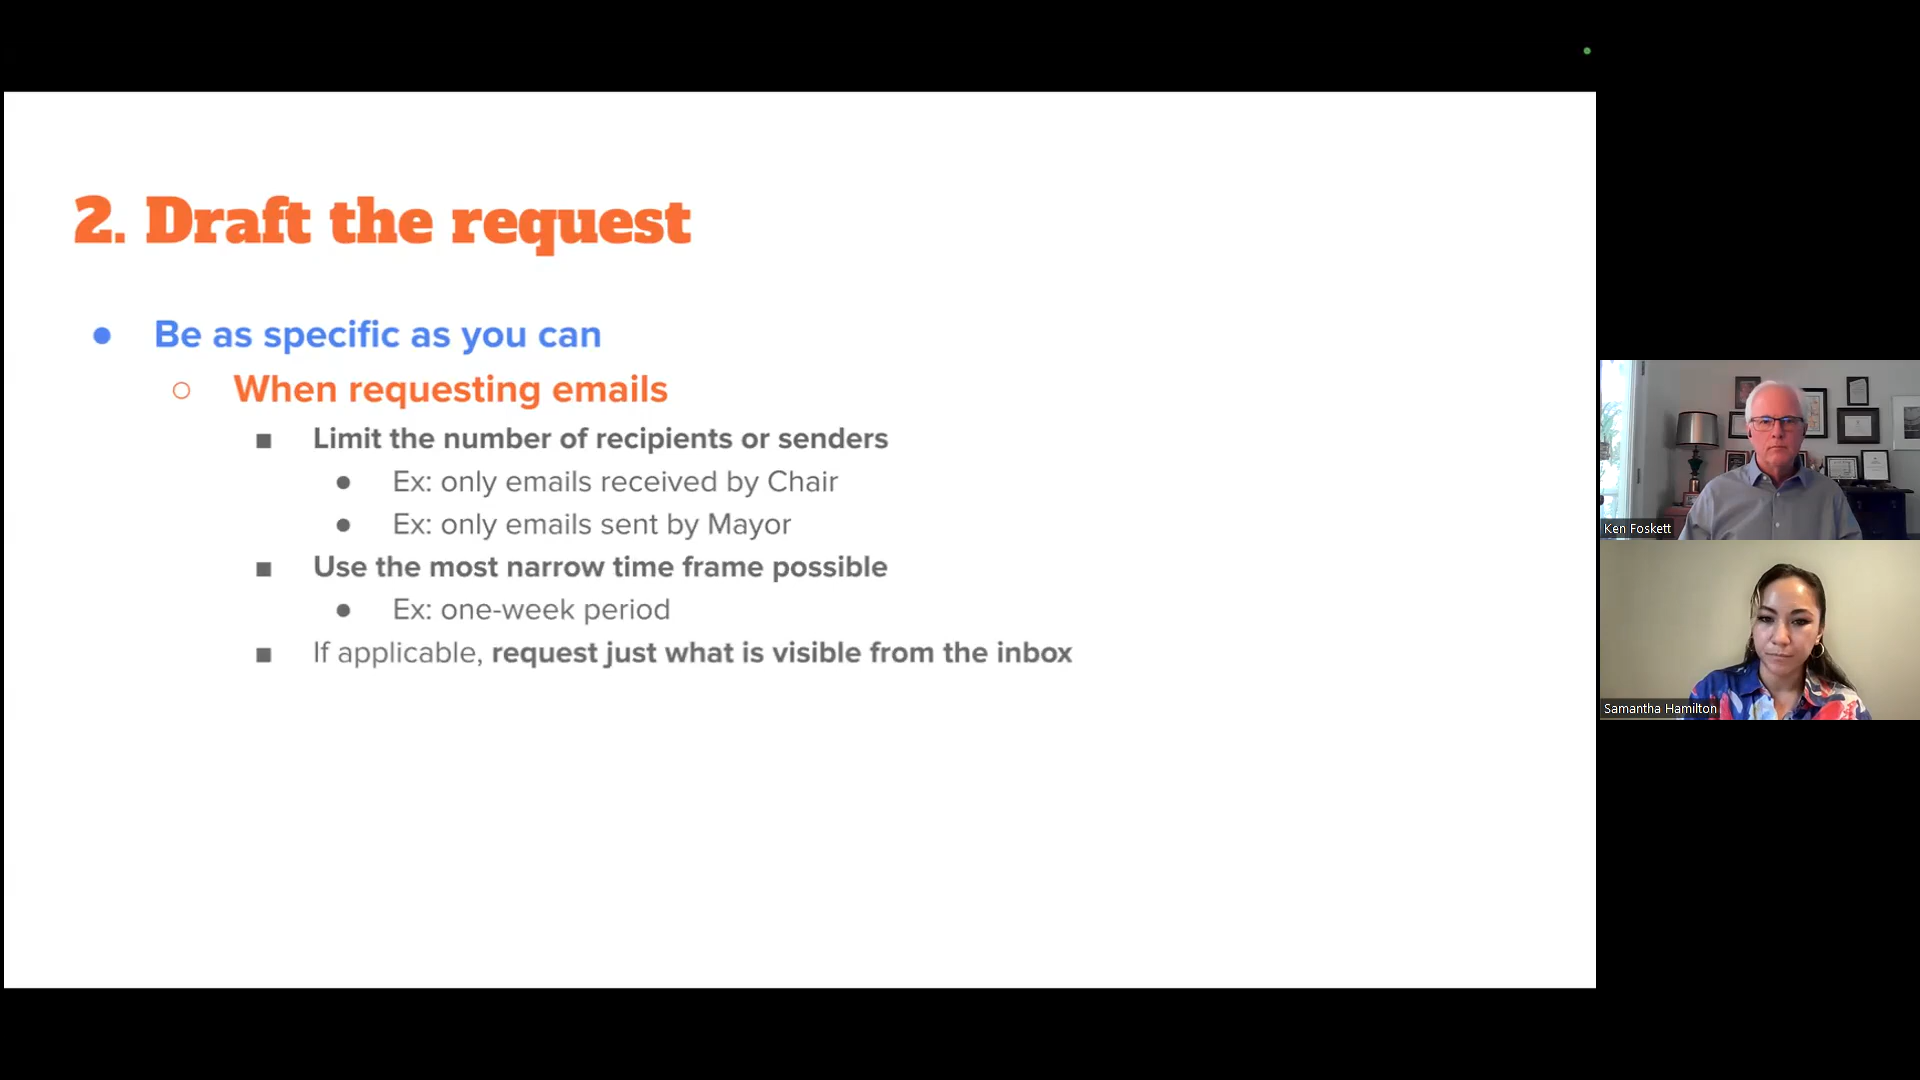 2. Draft the request
● Be as specific as you can
○ When requesting emails
■ Limit the number of recipients or senders
● Ex: only emails received by Chair
● Ex: only emails sent by Mayor
■ Use the most narrow time frame possible
● Ex: one-week period
■ If applicable, request just what is visible from the inbox
Ken Foskett
Samantha Hamilton